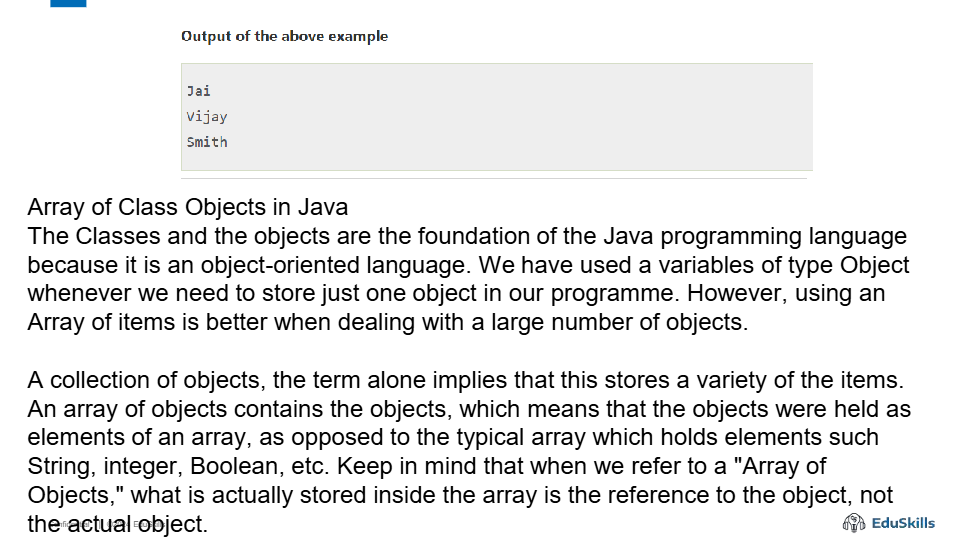 Output of the above example
Jai
Vijay
Smith
Array of Class Objects in Java
The Classes and the objects are the foundation of the Java programming language
because it is an object-oriented language. We have used a variables of type Object
whenever we need to store just one object in our programme. However, using an
Array of items is better when dealing with a large number of objects.
A collection of objects, the term alone implies that this stores a variety of the items.
An array of objects contains the objects, which means that the objects were held as
elements of an array, as opposed to the typical array which holds elements such
String, integer, Boolean, etc. Keep in mind that when we refer to a "Array of
Objects," what is actually stored inside the array is the reference to the object, not
the actual object.
EduSkills